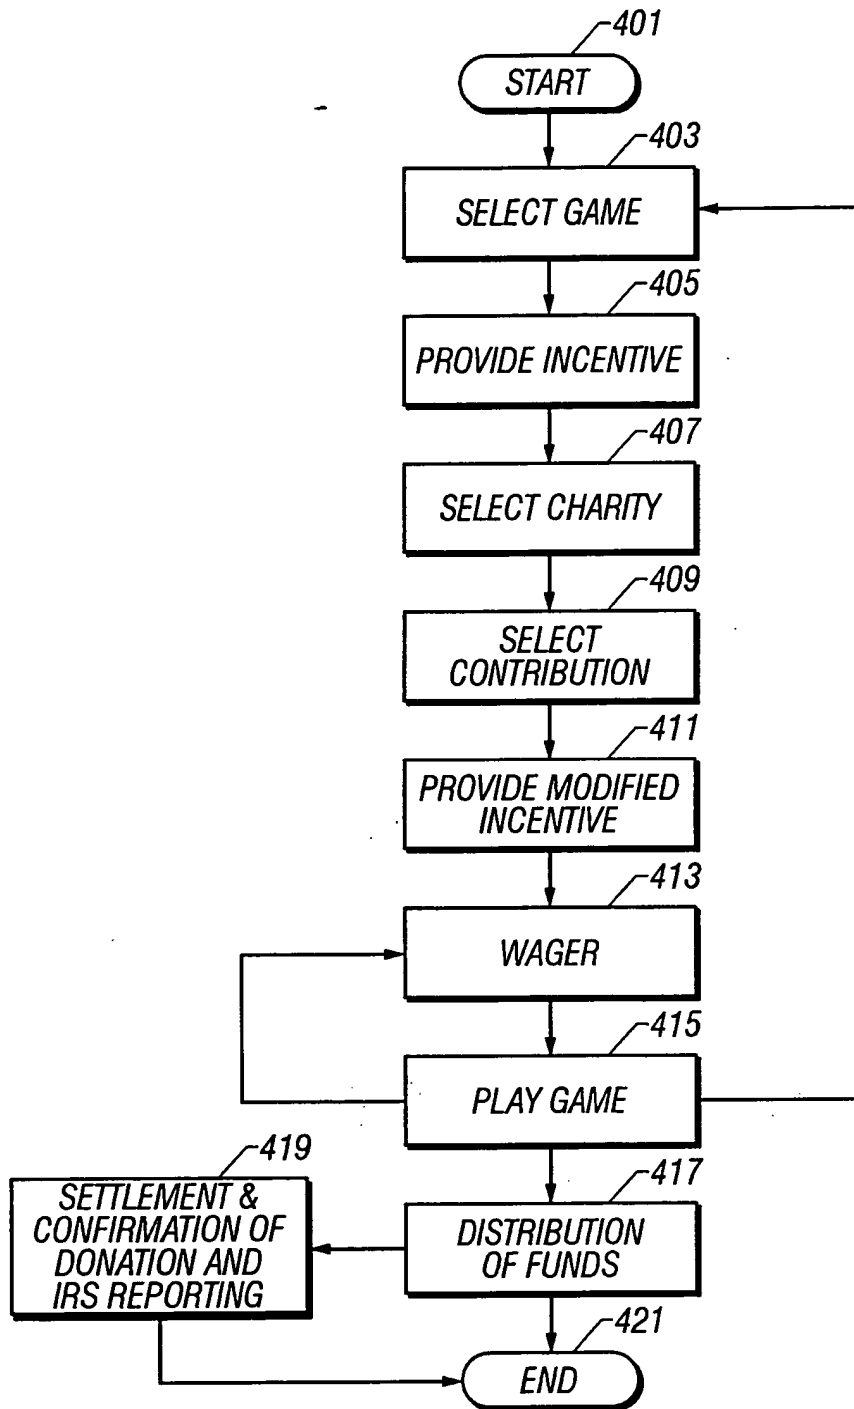 401
START
403
SELECT GAME
405
PROVIDE INCENTIVE
407
SELECT CHARITY
409
SELECT
CONTRIBUTION
411
PROVIDE MODIFIED
INCENTIVE
413
WAGER
415
PLAY GAME
419
SETTLEMENT &
CONFIRMATION OF
DONATION AND
IRS REPORTING
417
DISTRIBUTION
OF FUNDS
421
END